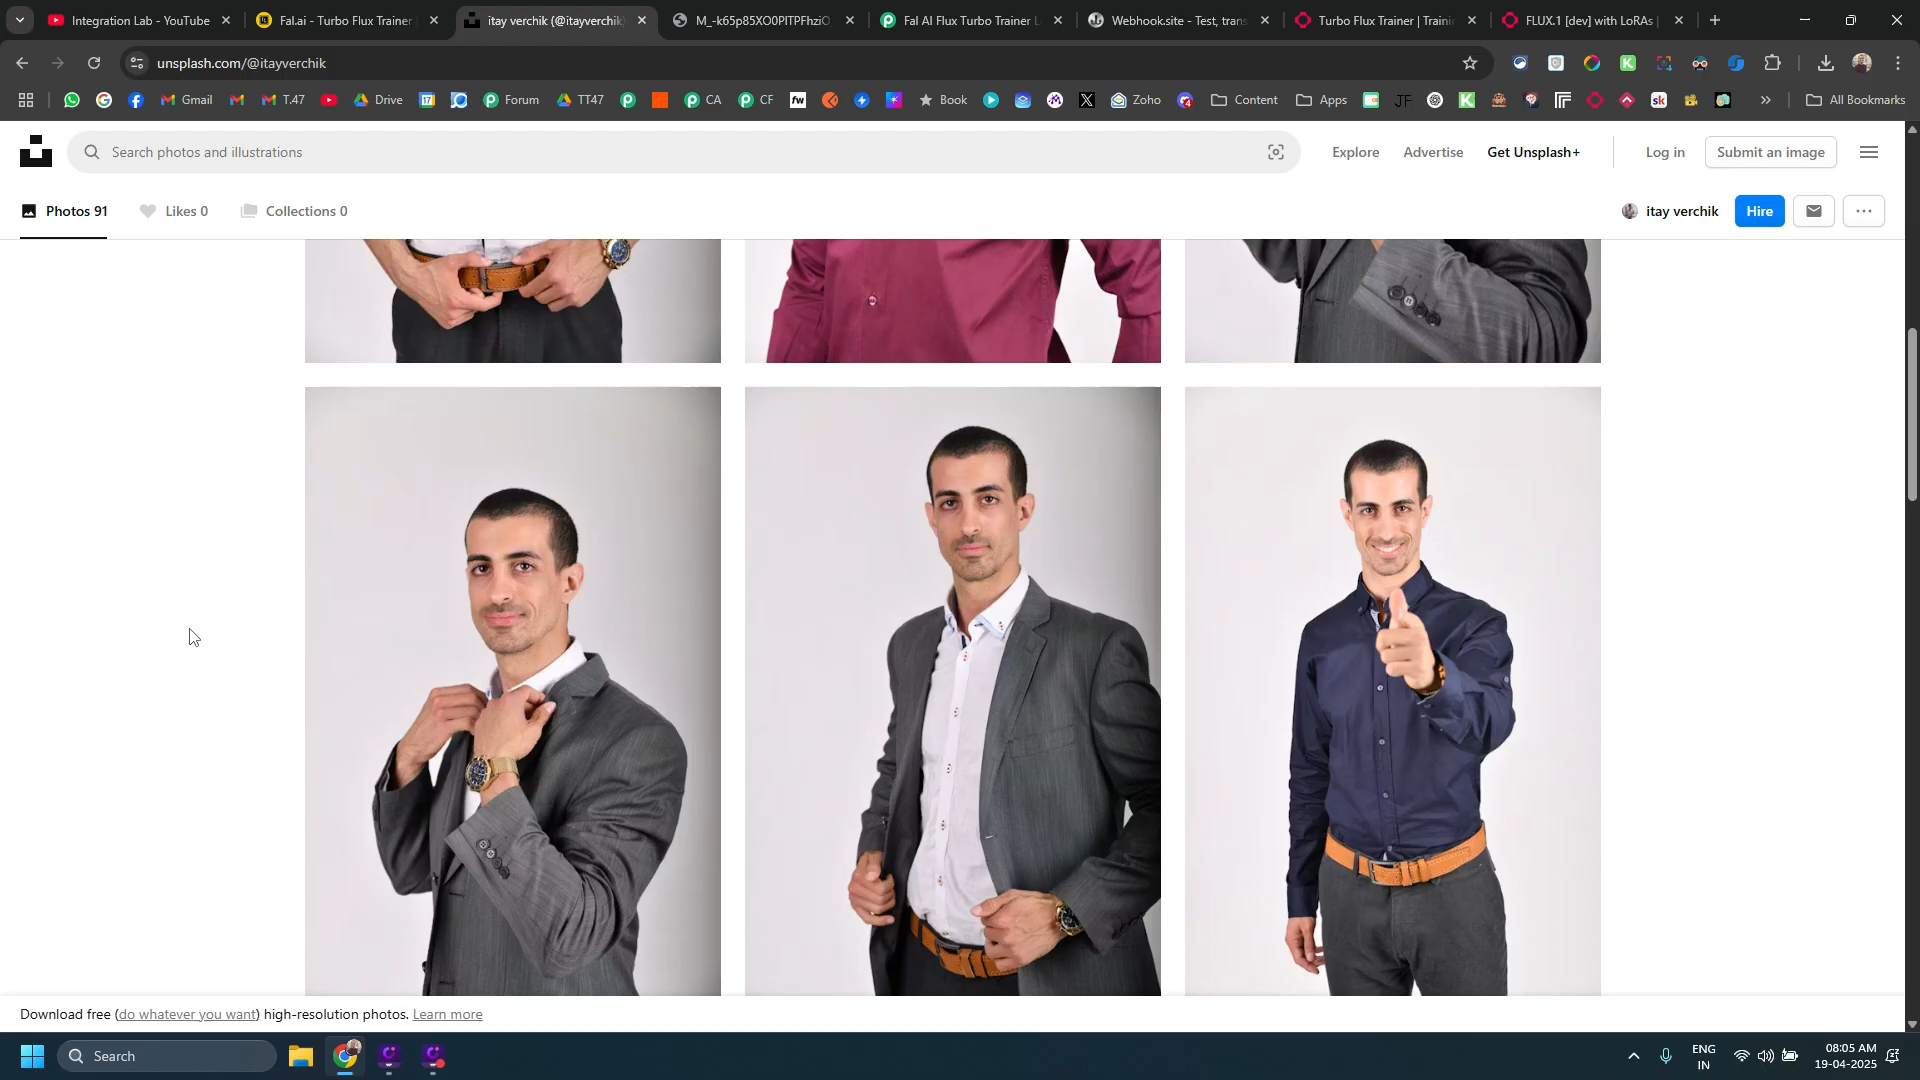 Integration Lab - YouTube
Fal.ai - Turbo Flux Trainer
itay verchik (@itayverchik)
M_-k65p85XO0PITPFhziO
Fal AI Flux Turbo Trainer L
Webhook.site - Test, trans
Turbo Flux Trainer | Traini
FLUX.1 [dev] with LoRAs |
unsplash.com/@itayverchik
Gmail
T.47
Drive
Forum
TT47
CA
CF
Book
Zoho
Content
Apps
All Bookmarks
Search photos and illustrations
Explore
Advertise
Get Unsplash+
Log in
Submit an image
Photos 91
Likes 0
Collections 0
itay verchik
Hire
Download free (do whatever you want) high-resolution photos. Learn more
Search
ENG
IN
08:05 AM
19-04-2025